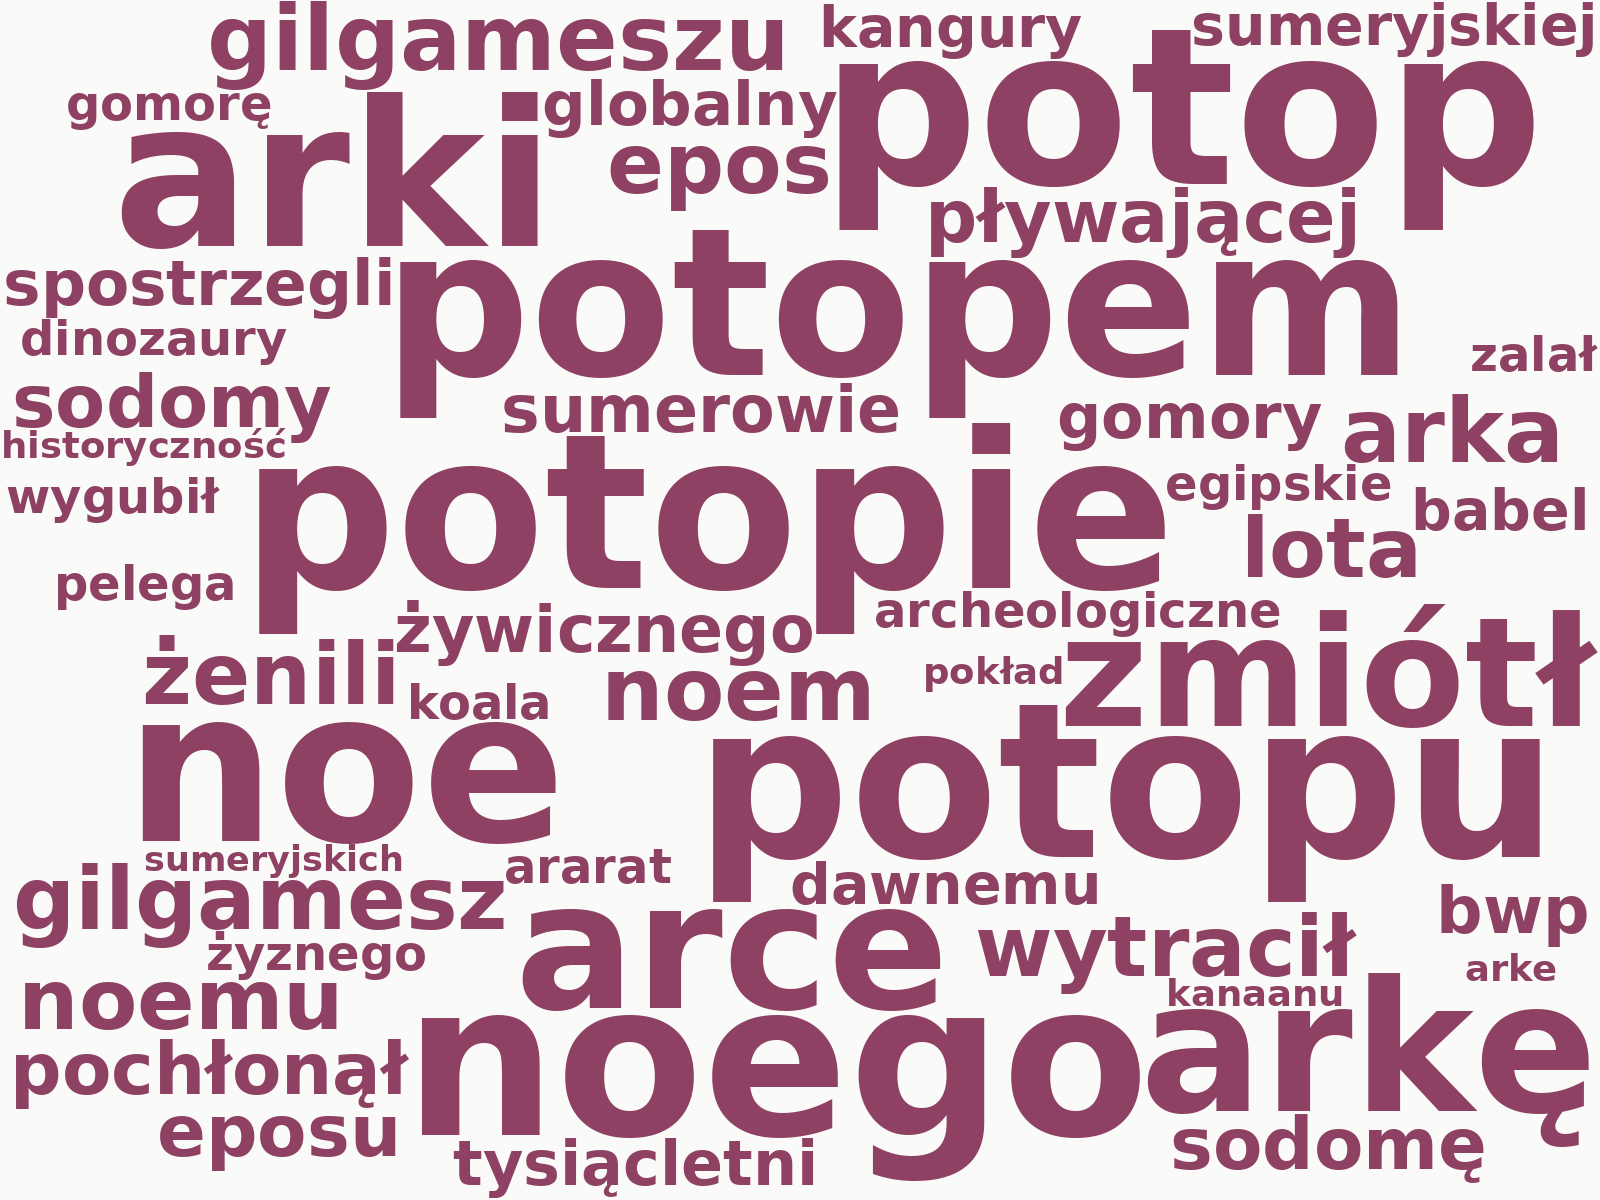 gilgameszu
kangury
sumeryjskiej
potop
gomorę
arki
globalny
epos
pływającej
spostrzegli
potopem
dinozaury
zalał
sodomy
sumerowie
gomory
arka
historyczność
potopie
egipskie
wygubił
babel
lota
pelega
żywicznego
archeologiczne
zmiótł
żenili
noem
pokład
koala
noe
potopu
sumeryjskich
ararat
gilgamesz
dawnemu
bwp
arce
wytracił
żyznego
arke
noemu
kanaanu
noego
arkę
pochłonął
eposu
sodomę
tysiącletni